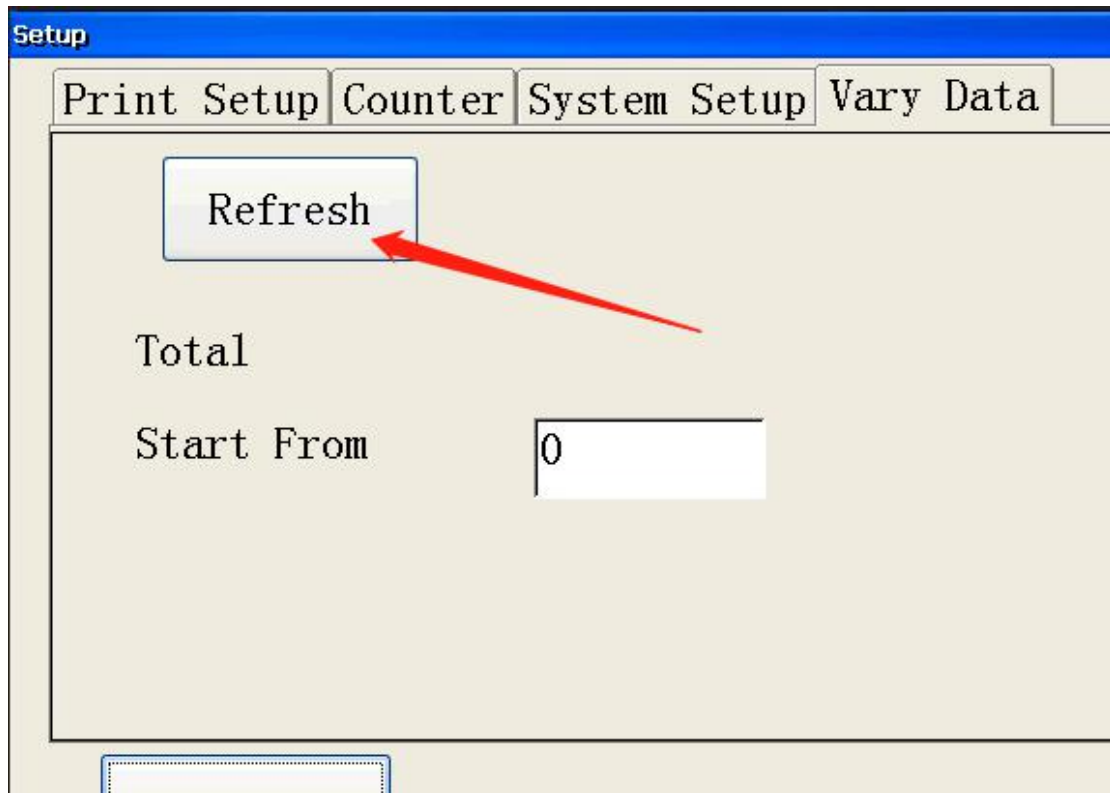 Setup
Print Setup Counter System Setup Vary Data
Refresh
Total
Start From 0